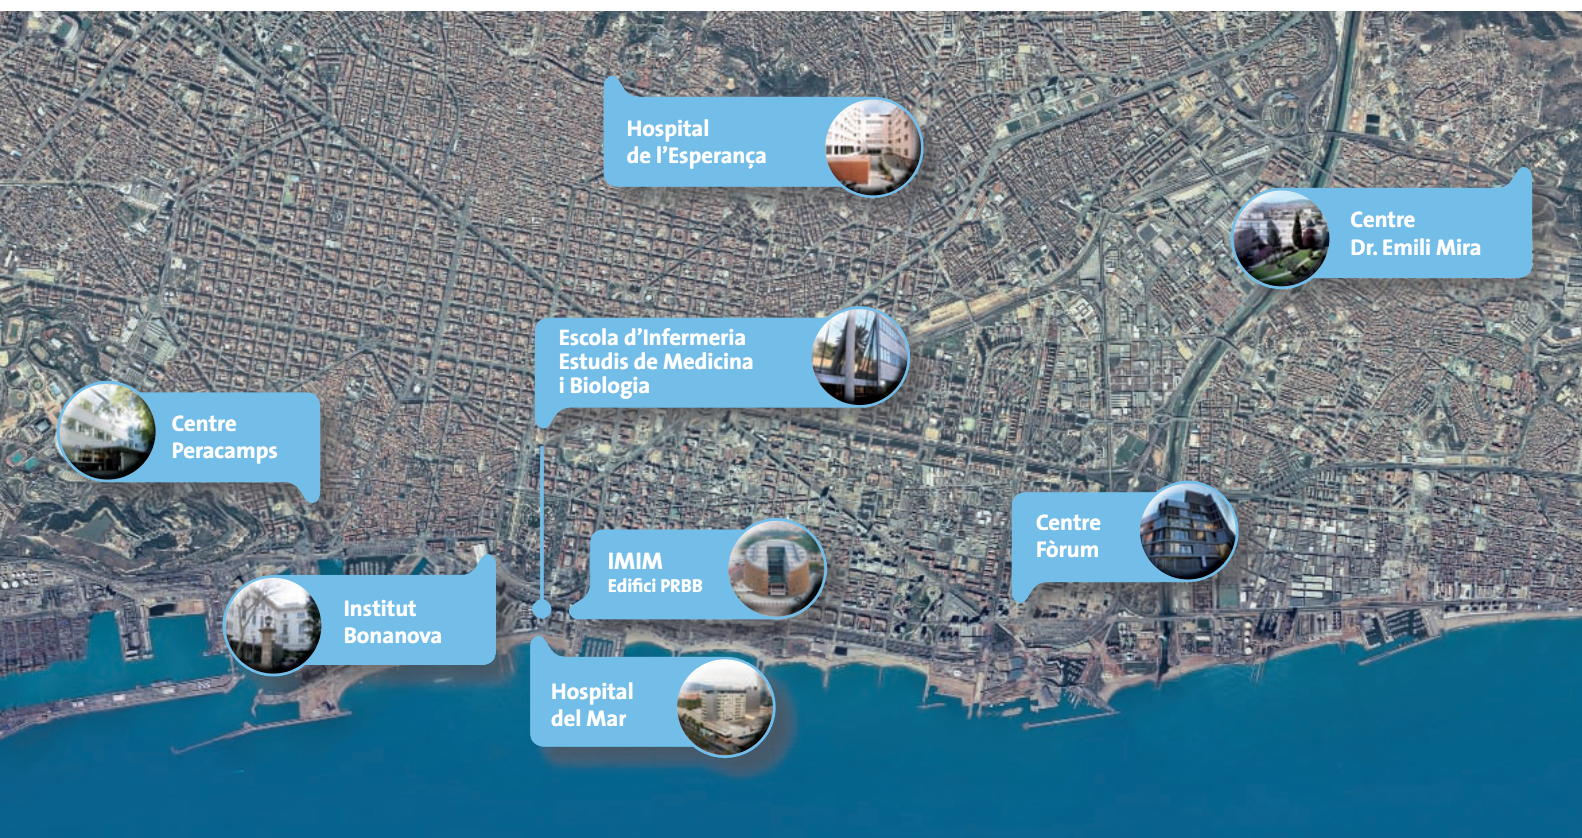 Hospital
de l’Esperança
Centre
Dr. Emili Mira
Escola d’Infermeria
Estudis de Medicina
i Biologia
Centre
Peracamps
Centre
Fòrum
IMIM
Edifici PRBB
Institut
Bonanova
Hospital
del Mar